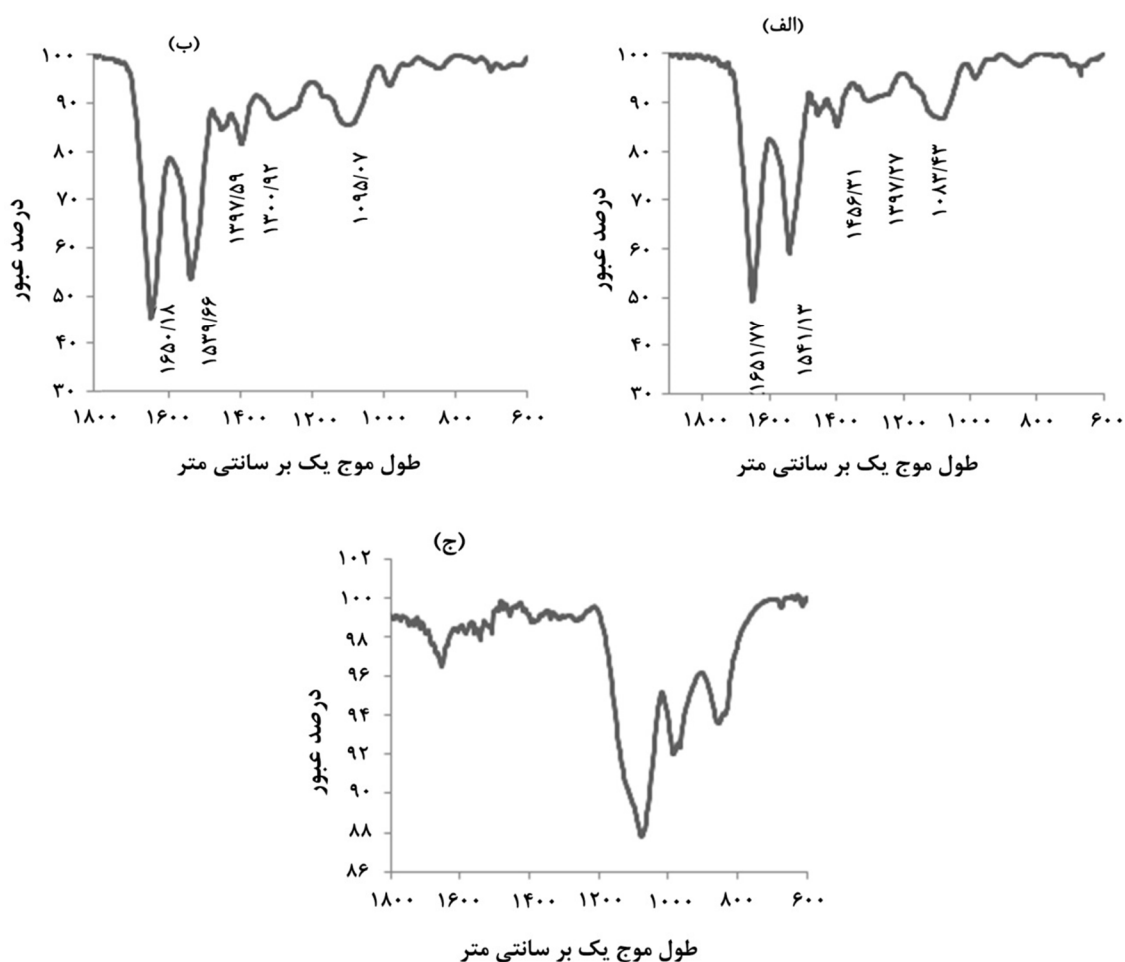 (الف)
۱۰۰
۹۰
۸۰
۷۰
۶۰
۵۰
۴۰
۳۰
درصد عبور
۱۶۵۱/۷۷
۱۵۴۱/۱۳
۱۴۵۶/۳۱
۱۳۹۷/۲۷
۱۰۸۳/۴۳
۱۸۰۰ ۱۶۰۰ ۱۴۰۰ ۱۲۰۰ ۱۰۰۰ ۸۰۰ ۶۰۰
طول موج یک بر سانتی متر
(ب)
۱۰۰
۹۰
۸۰
۷۰
۶۰
۵۰
۴۰
۳۰
درصد عبور
۱۶۵۰/۱۸
۱۵۳۹/۶۶
۱۳۹۷/۵۹
۱۳۰۰/۹۲
۱۰۹۵/۰۷
۱۸۰۰ ۱۶۰۰ ۱۴۰۰ ۱۲۰۰ ۱۰۰۰ ۸۰۰ ۶۰۰
طول موج یک بر سانتی متر
(ج)
۱۰۲
۱۰۰
۹۸
۹۶
۹۴
۹۲
۹۰
۸۸
۸۶
درصد عبور
۱۸۰۰ ۱۶۰۰ ۱۴۰۰ ۱۲۰۰ ۱۰۰۰ ۸۰۰ ۶۰۰
طول موج یک بر سانتی متر